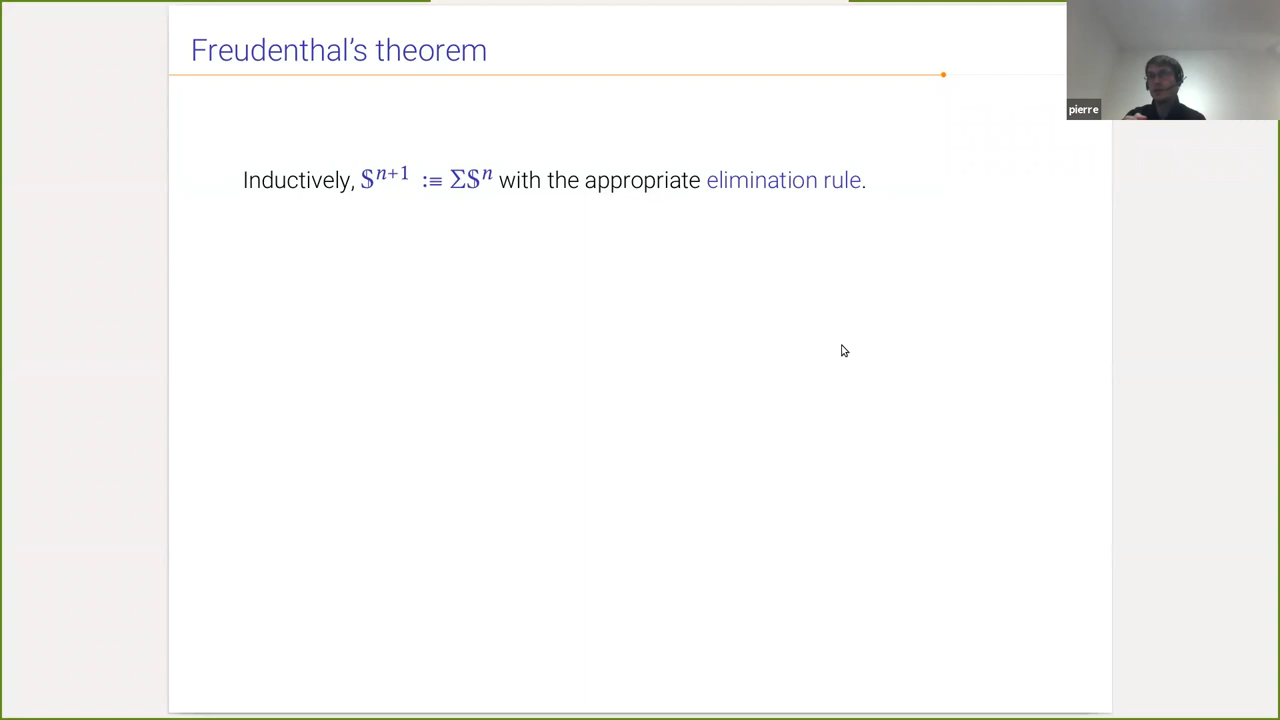 Freudenthal's theorem
pierre
Inductively, 𝕊ⁿ⁺¹ :≡ Σ𝕊ⁿ with the appropriate elimination rule.